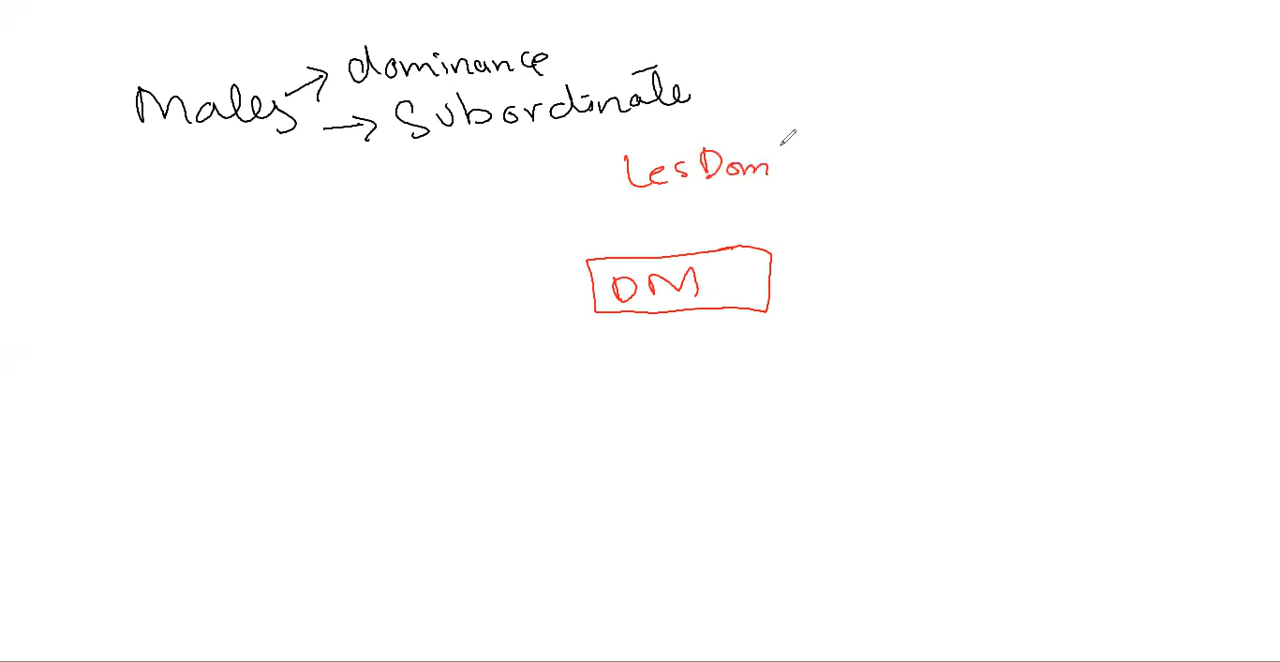 Males → dominance
→ Subordinate
Les Dom
DM